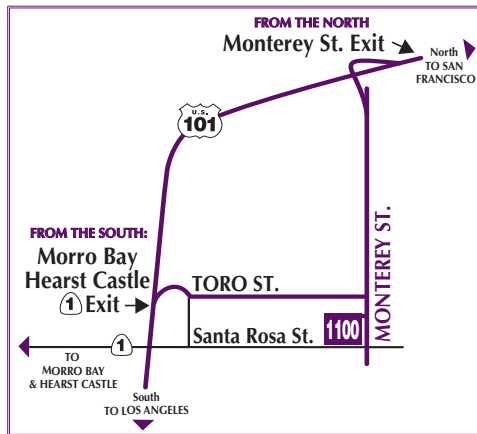 FROM THE NORTH
Monterey St. Exit
North
TO SAN
FRANCISCO
U.S.
101
FROM THE SOUTH:
Morro Bay
Hearst Castle
1 Exit
TORO ST.
MONTEREY ST.
Santa Rosa St.
1100
1
TO
MORRO BAY
& HEARST CASTLE
South
TO LOS ANGELES